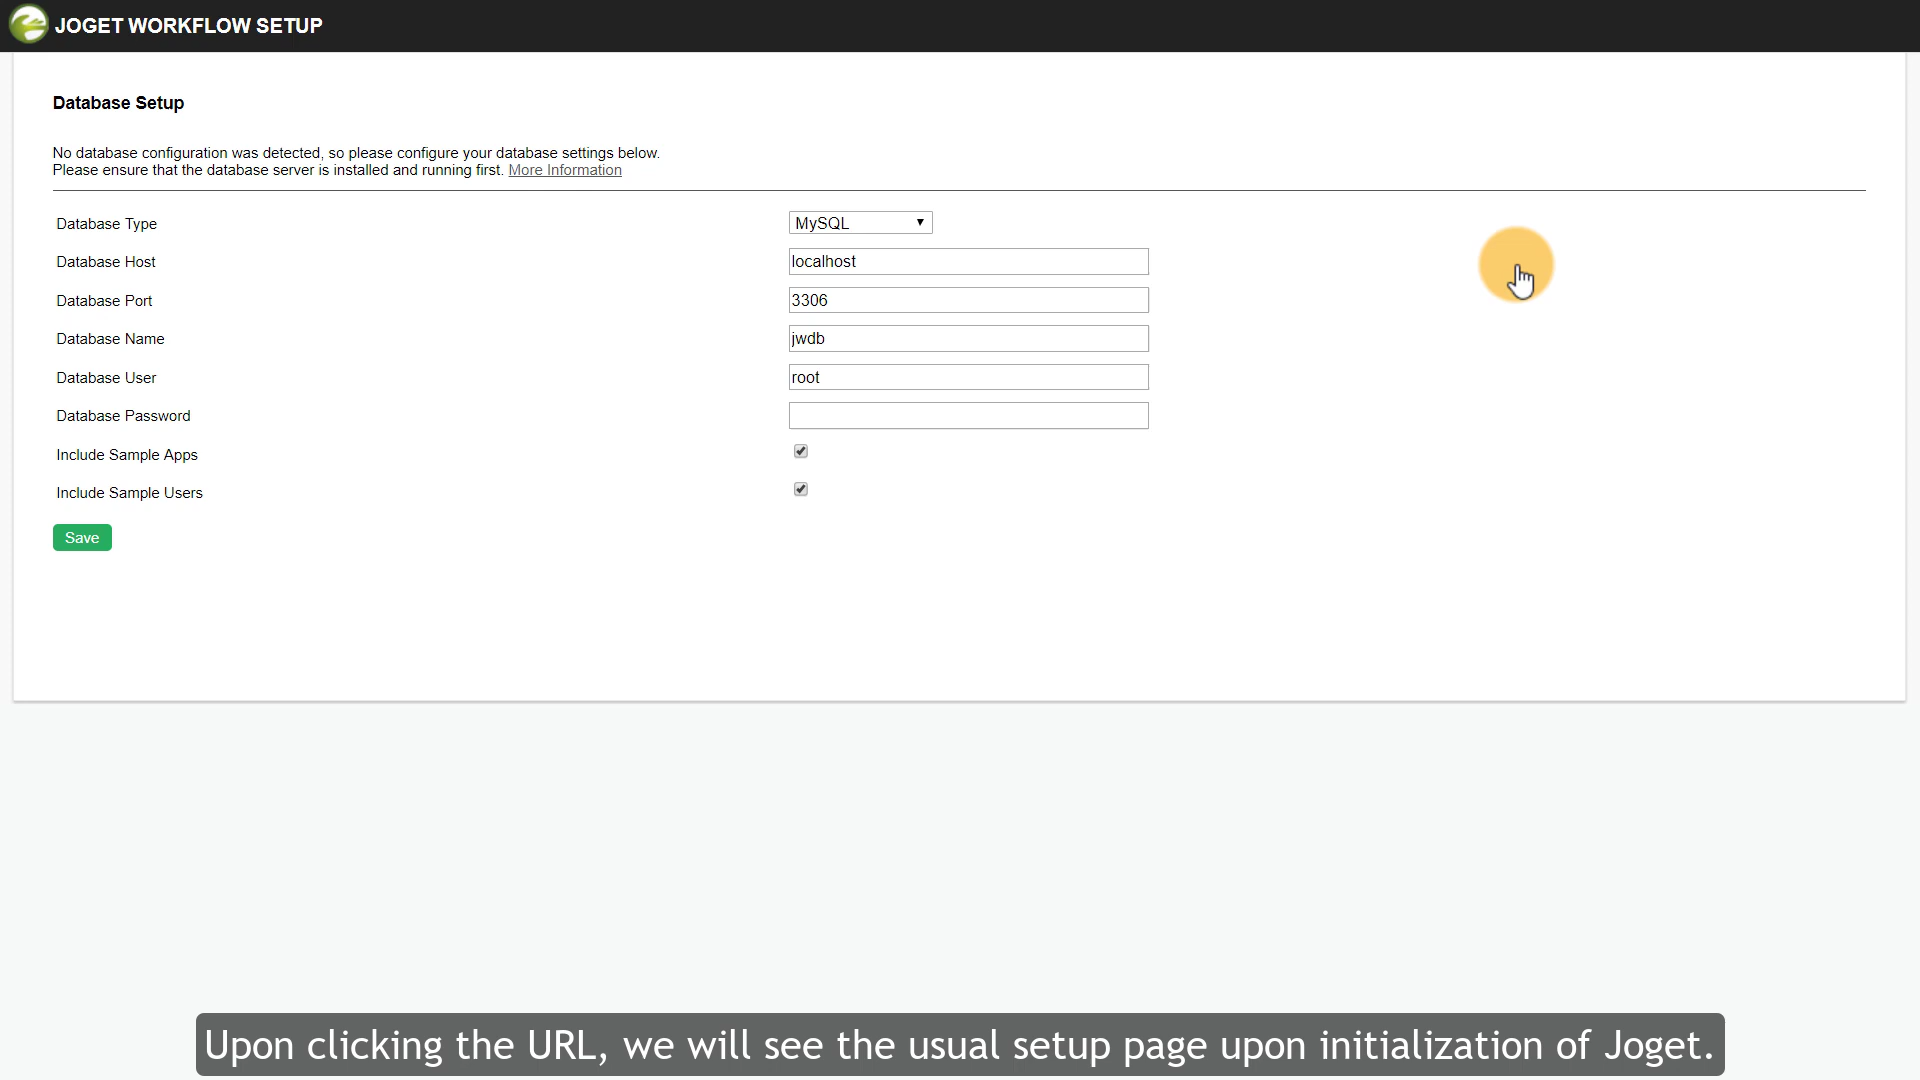 JOGET WORKFLOW SETUP
Database Setup
No database configuration was detected, so please configure your database settings below.
Please ensure that the database server is installed and running first. More Information
Database Type MySQL
Database Host localhost
Database Port 3306
Database Name jwdb
Database User root
Database Password
Include Sample Apps
Include Sample Users
Save
Upon clicking the URL, we will see the usual setup page upon initialization of Joget.